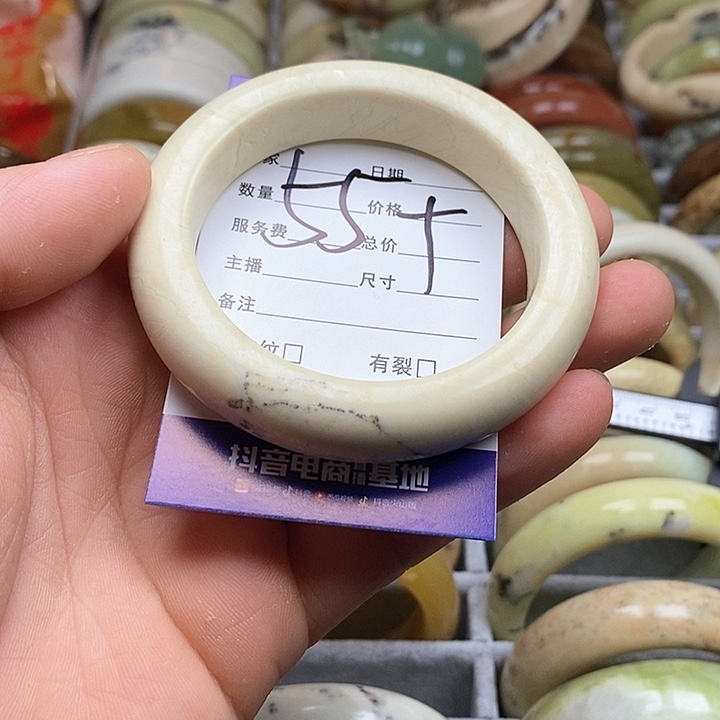 家 日期
数量 价格
服务费 总价
主播 尺寸
备注
纹□ 有裂□
55+
抖音电商 基地